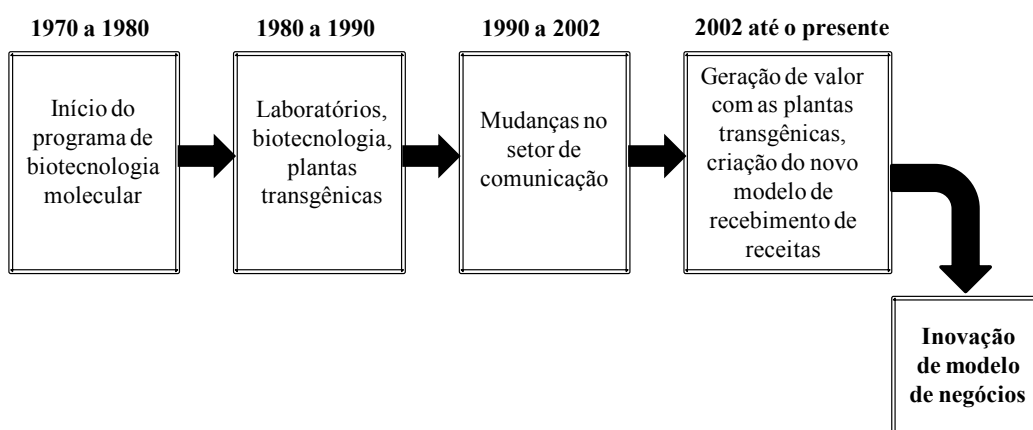 1970 a 1980
Início do
programa de
biotecnologia
molecular
1980 a 1990
Laboratórios,
biotecnologia,
plantas
transgênicas
1990 a 2002
Mudanças no
setor de
comunicação
2002 até o presente
Geração de valor
com as plantas
transgênicas,
criação do novo
modelo de
recebimento de
receitas
Inovação
de modelo
de negócios